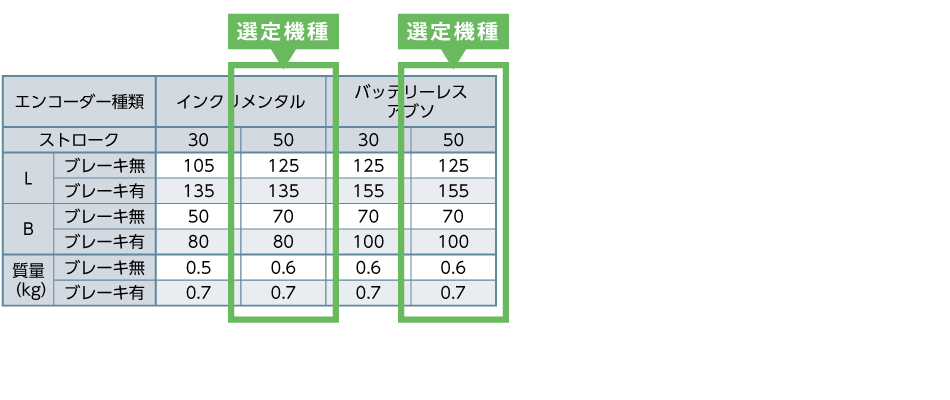 選定機種 選定機種
エンコーダー種類 インクリメンタル バッテリーレス
アブソ
ストローク 30 50 30 50
L ブレーキ無 105 125 125 125
ブレーキ有 135 135 155 155
B ブレーキ無 50 70 70 70
ブレーキ有 80 80 100 100
質量
(kg) ブレーキ無 0.5 0.6 0.6 0.6
ブレーキ有 0.7 0.7 0.7 0.7